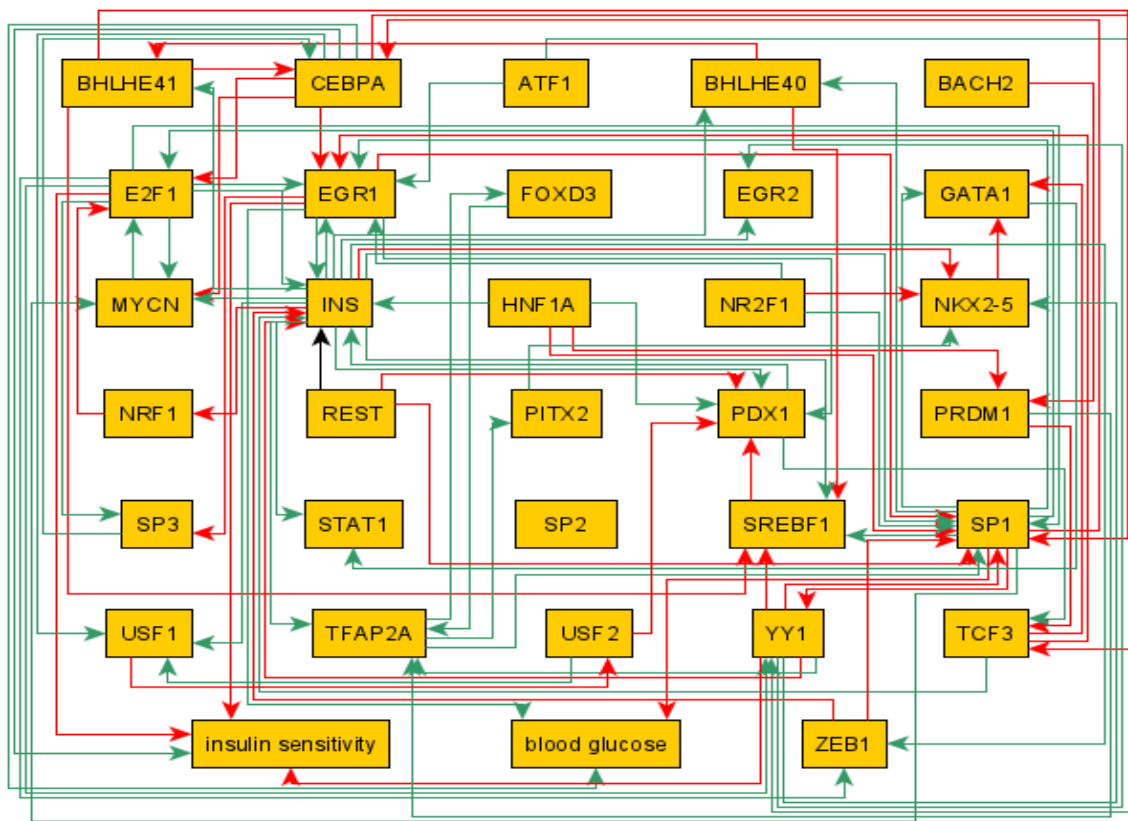 BHLHE41
CEBPA
ATF1
BHLHE40
BACH2
E2F1
EGR1
FOXD3
EGR2
GATA1
MYCN
INS
HNF1A
NR2F1
NKX2-5
NRF1
REST
PITX2
PDX1
PRDM1
SP3
STAT1
SP2
SREBF1
SP1
USF1
TFAP2A
USF2
YY1
TCF3
insulin sensitivity
blood glucose
ZEB1